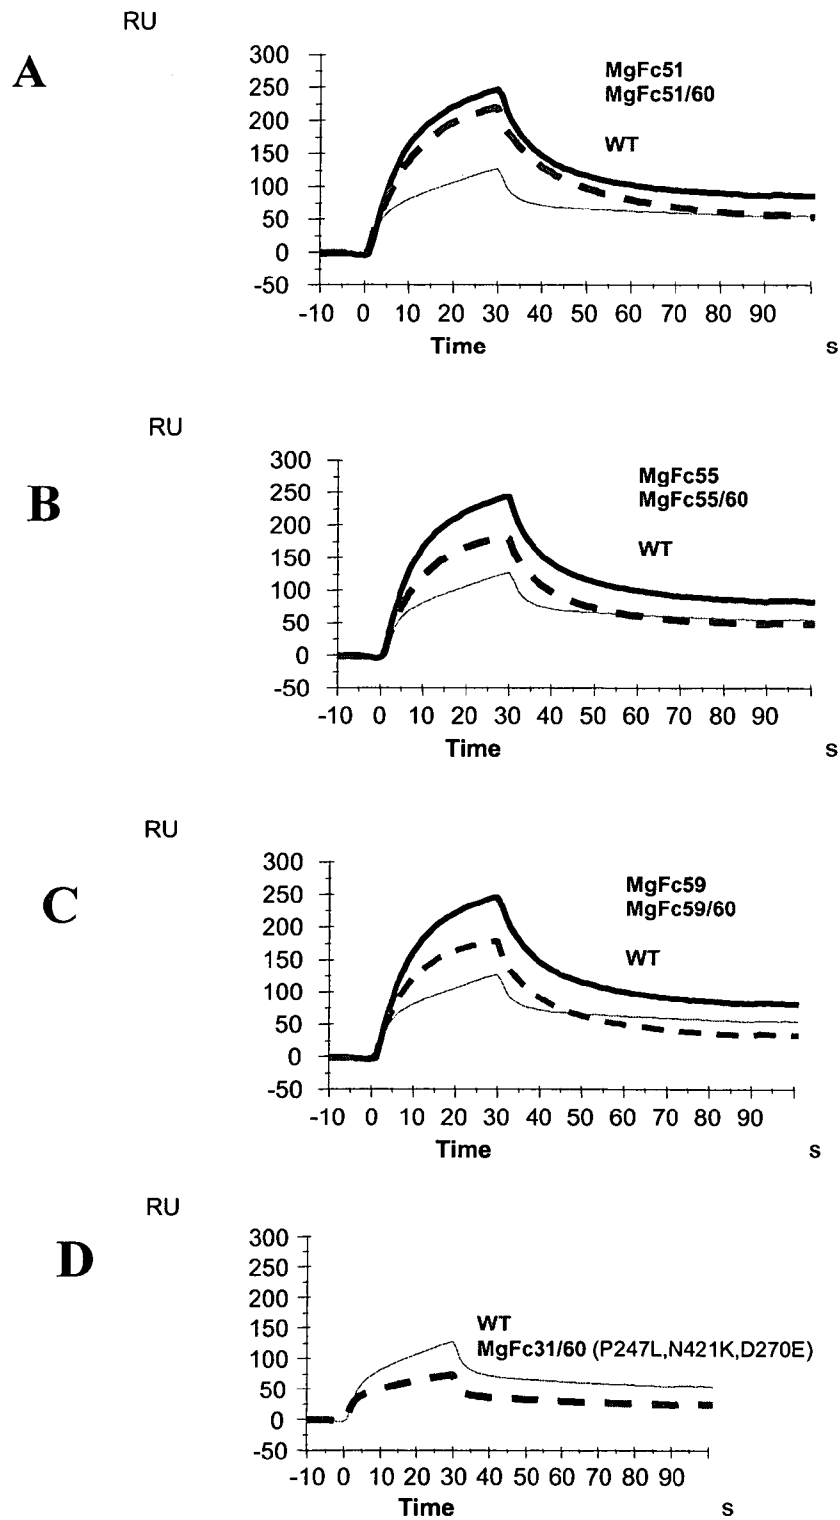 RU
A
300
250
200
150
100
50
0
-50
MgFc51
MgFc51/60
WT
-10 0 10 20 30 40 50 60 70 80 90
Time s
RU
B
300
250
200
150
100
50
0
-50
MgFc55
MgFc55/60
WT
-10 0 10 20 30 40 50 60 70 80 90
Time s
RU
C
300
250
200
150
100
50
0
-50
MgFc59
MgFc59/60
WT
-10 0 10 20 30 40 50 60 70 80 90
Time s
RU
D
300
250
200
150
100
50
0
-50
WT
MgFc31/60 (P247L,N421K,D270E)
-10 0 10 20 30 40 50 60 70 80 90
Time s